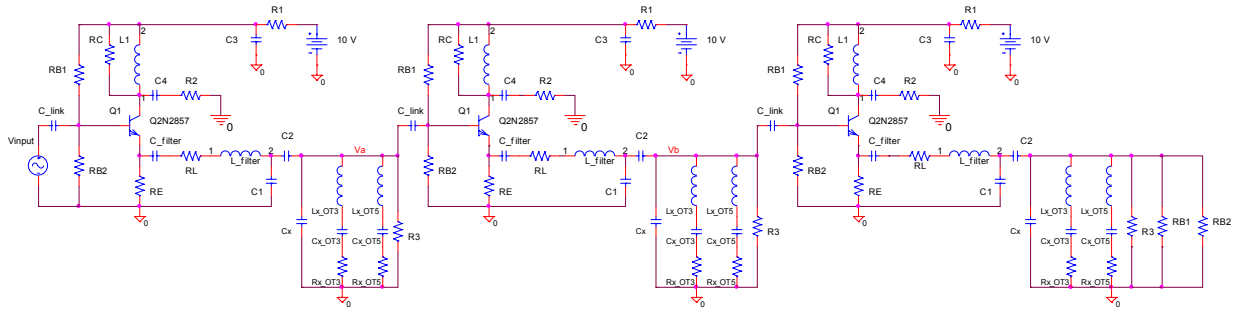 R1
RC
L1
2
C3
10 V
0
0
RB1
C4
R2
1
0
Q1
Q2N2857
C_link
Vinput
C_filter
RL
1
L_filter
2
C2
RB2
RE
C1
0
Va
Lx_OT3
Lx_OT5
Cx
Cx_OT3
Cx_OT5
R3
Rx_OT3
Rx_OT5
0
R1
RC
L1
2
C3
10 V
0
0
RB1
C4
R2
1
0
Q1
Q2N2857
C_link
C_filter
RL
1
L_filter
2
C2
RB2
RE
C1
0
Vb
Lx_OT3
Lx_OT5
Cx
Cx_OT3
Cx_OT5
R3
Rx_OT3
Rx_OT5
0
R1
RC
L1
2
C3
10 V
0
0
RB1
C4
R2
1
0
Q1
Q2N2857
C_link
C_filter
RL
1
L_filter
2
C2
RB2
RE
C1
0
Lx_OT3
Lx_OT5
Cx
Cx_OT3
Cx_OT5
R3
RB1
RB2
Rx_OT3
Rx_OT5
0